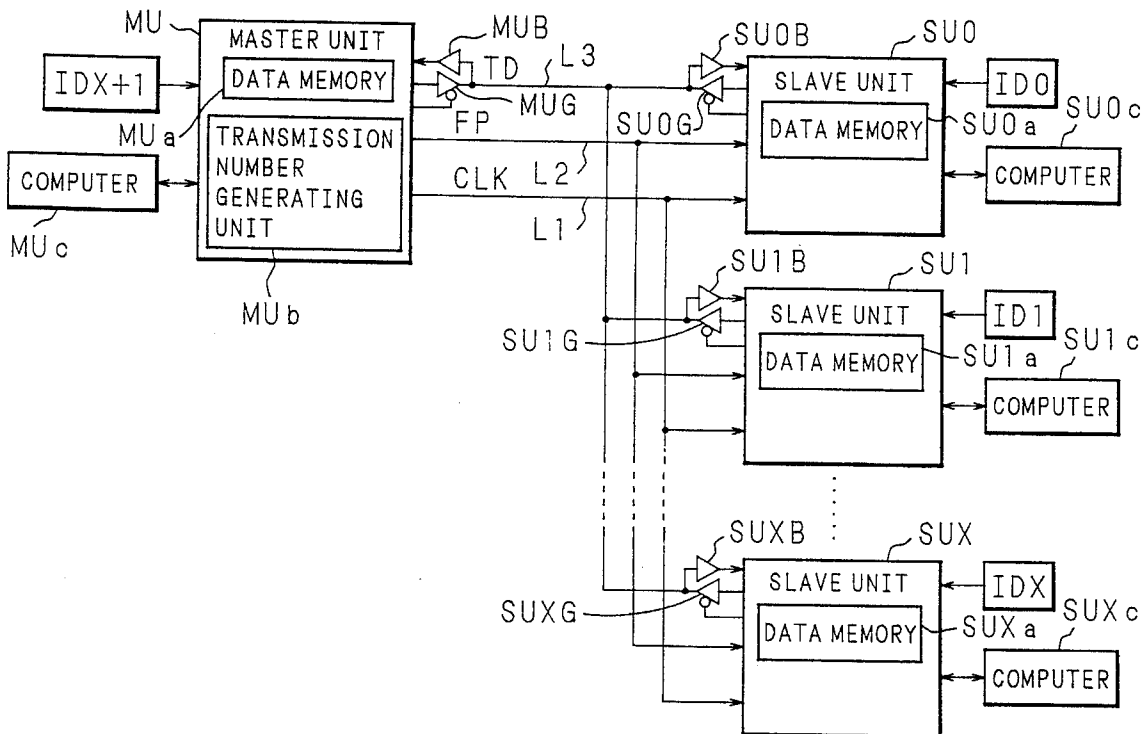 MU
MASTER UNIT
DATA MEMORY
TRANSMISSION
NUMBER
GENERATING
UNIT
IDX+1
MUa
COMPUTER
MUc
MUb
MUB
TD
L3
MUG
FP
L2
CLK
L1
SU0B
SU0
SLAVE UNIT
DATA MEMORY
SU0G
ID0
SU0a
SU0c
COMPUTER
SU1B
SU1
SLAVE UNIT
DATA MEMORY
SU1G
ID1
SU1a
SU1c
COMPUTER
SUXB
SUX
SLAVE UNIT
DATA MEMORY
SUXG
IDX
SUXa
SUXc
COMPUTER